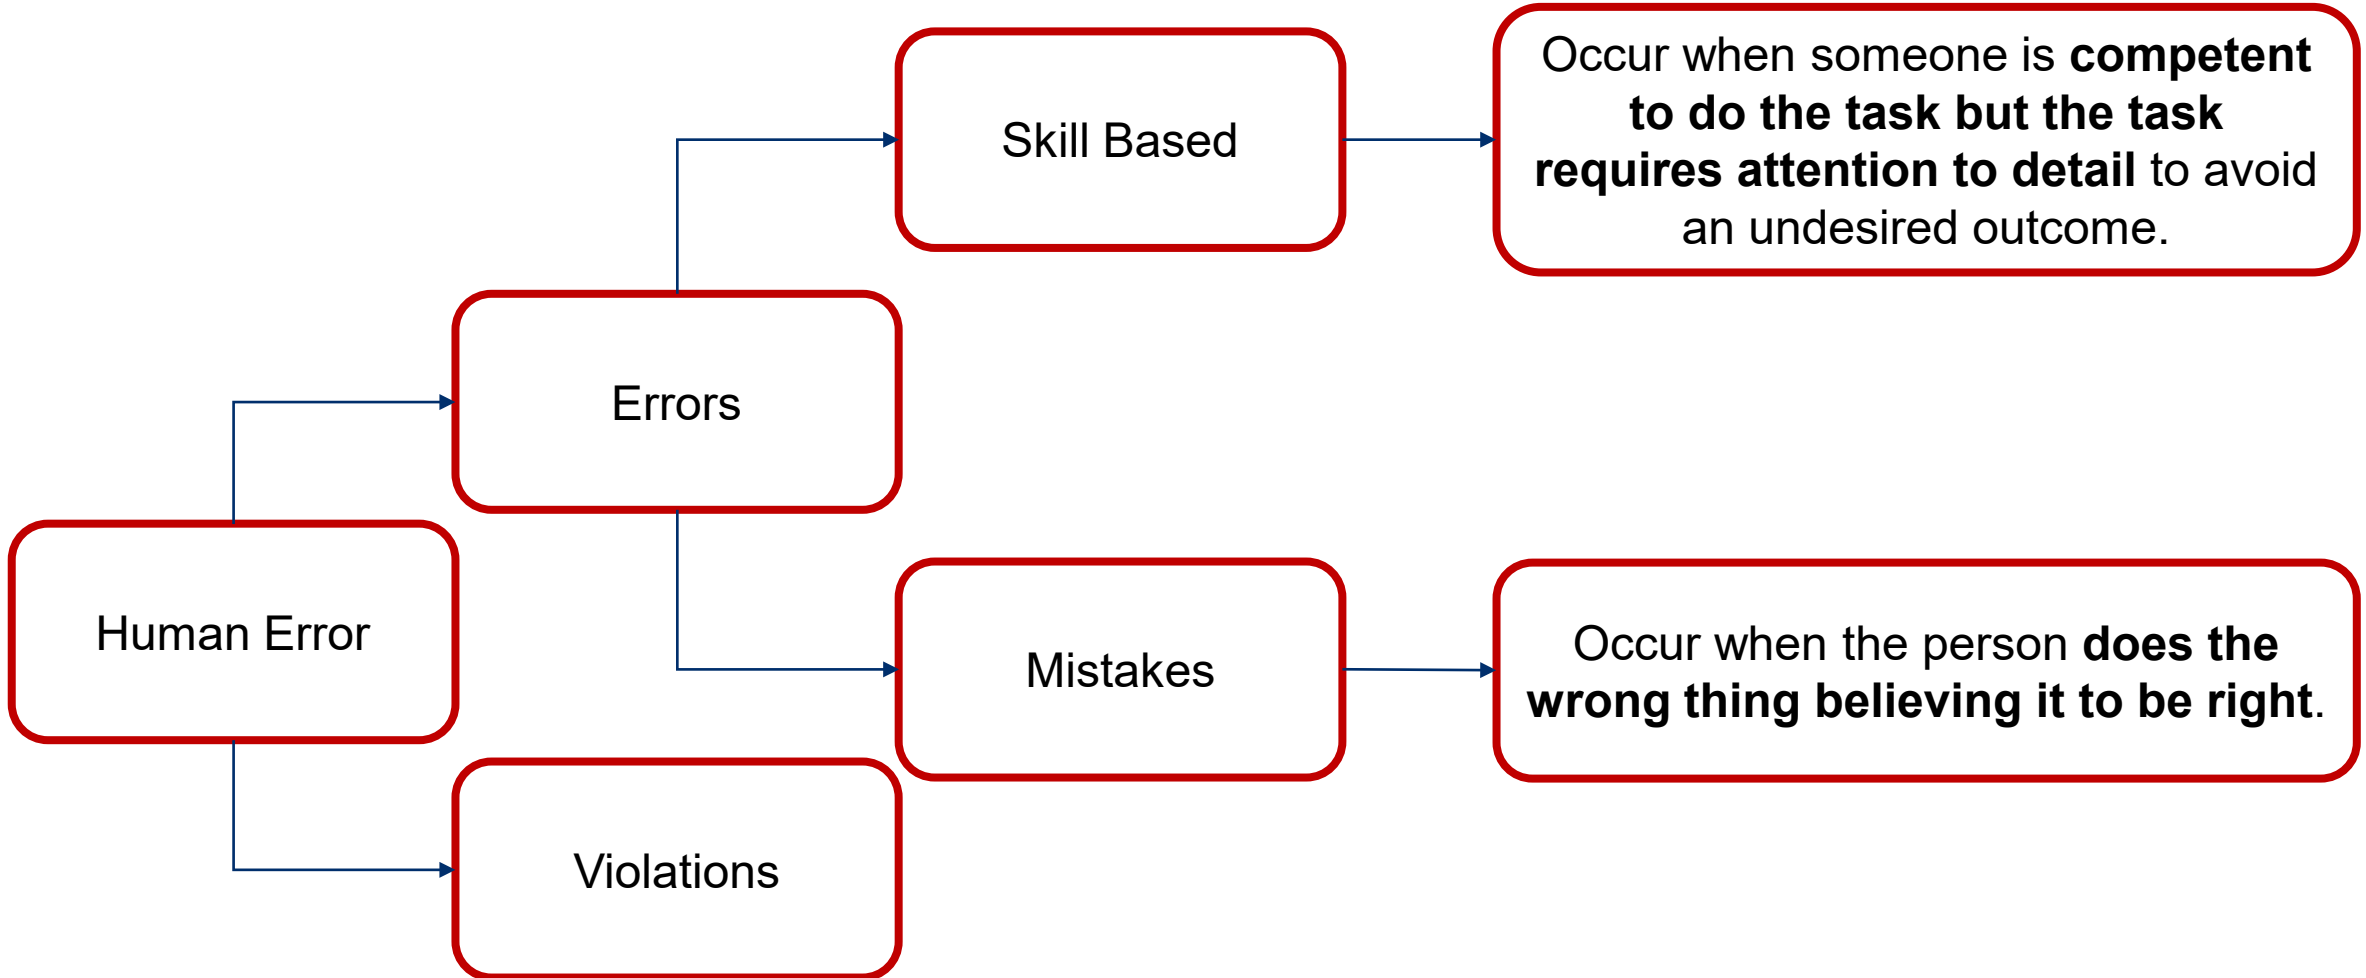 Skill Based
Occur when someone is competent
to do the task but the task
requires attention to detail to avoid
an undesired outcome.
Errors
Human Error
Mistakes
Occur when the person does the
wrong thing believing it to be right.
Violations